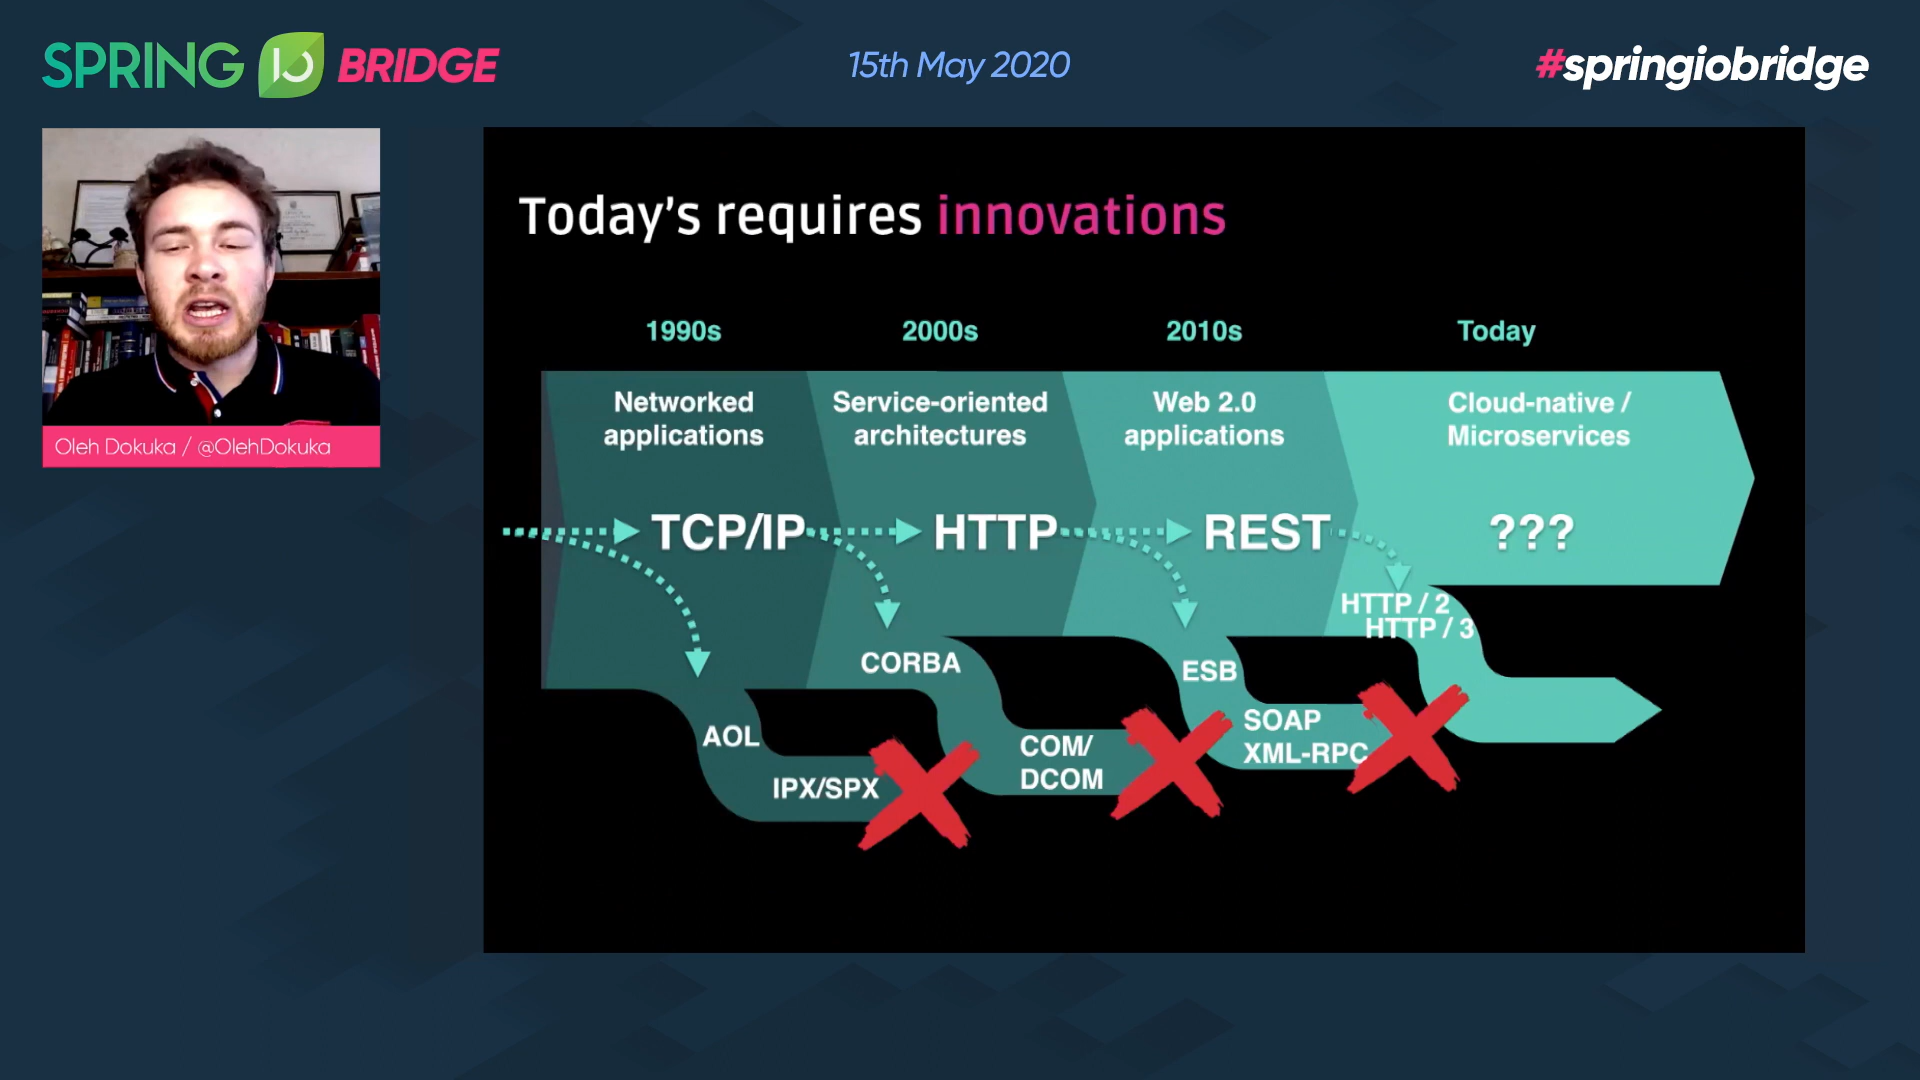 SPRING IO BRIDGE
15th May 2020
#springiobridge
Oleh Dokuka / @OlehDokuka
Today's requires innovations
1990s
2000s
2010s
Today
Networked
applications
Service-oriented
architectures
Web 2.0
applications
Cloud-native /
Microservices
TCP/IP
HTTP
REST
???
HTTP / 2
HTTP / 3
CORBA
ESB
AOL
SOAP
XML-RPC
COM/
DCOM
IPX/SPX